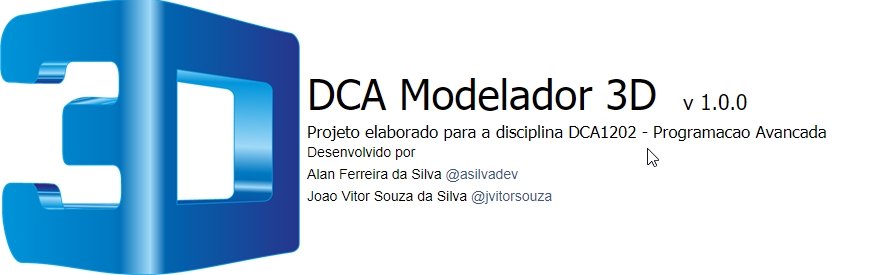 3D
DCA Modelador 3D v 1.0.0
Projeto elaborado para a disciplina DCA1202 - Programacao Avancada
Desenvolvido por
Alan Ferreira da Silva @asilvadev
Joao Vitor Souza da Silva @jvitorsouza